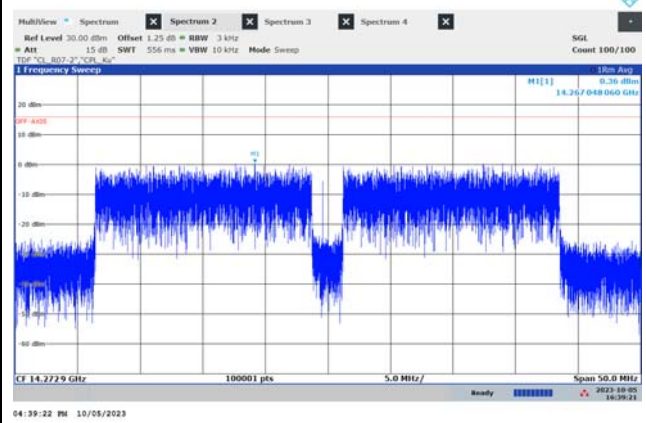 MultiView Spectrum Spectrum 2 Spectrum 3 Spectrum 4
Ref Level 30.00 dBm Offset 1.25 dB RBW 3 kHz SGL
Att 15 dB SWT 556 ms VBW 10 kHz Mode Sweep Count 100/100
TDF "CL_R07-2","CPL_Ku"
1 Frequency Sweep 1Rm Avg
M1[1] 0.36 dBm
14.267 048 060 GHz
20 dBm
OFF-AXIS
10 dBm
M1
0 dBm
-10 dBm
-20 dBm
-60 dBm
CF 14.2729 GHz 100001 pts 5.0 MHz/ Span 50.0 MHz
Ready 2023-10-05
16:39:21
04:39:22 PM 10/05/2023